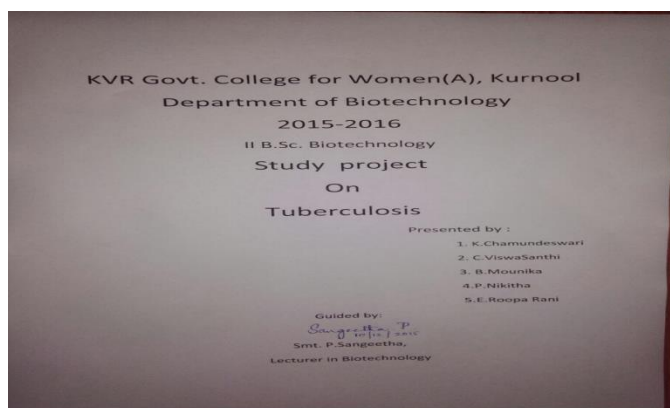 KVR Govt. College for Women(A), Kurnool
Department of Biotechnology
2015-2016
II B.Sc. Biotechnology
Study project
On
Tuberculosis
Presented by :
1. K.Chamundeswari
2. C.ViswaSanthi
3. B.Mounika
4.P.Nikitha
5.E.Roopa Rani
Guided by:
Sangeetha P
Smt. P.Sangeetha,
Lecturer in Biotechnology